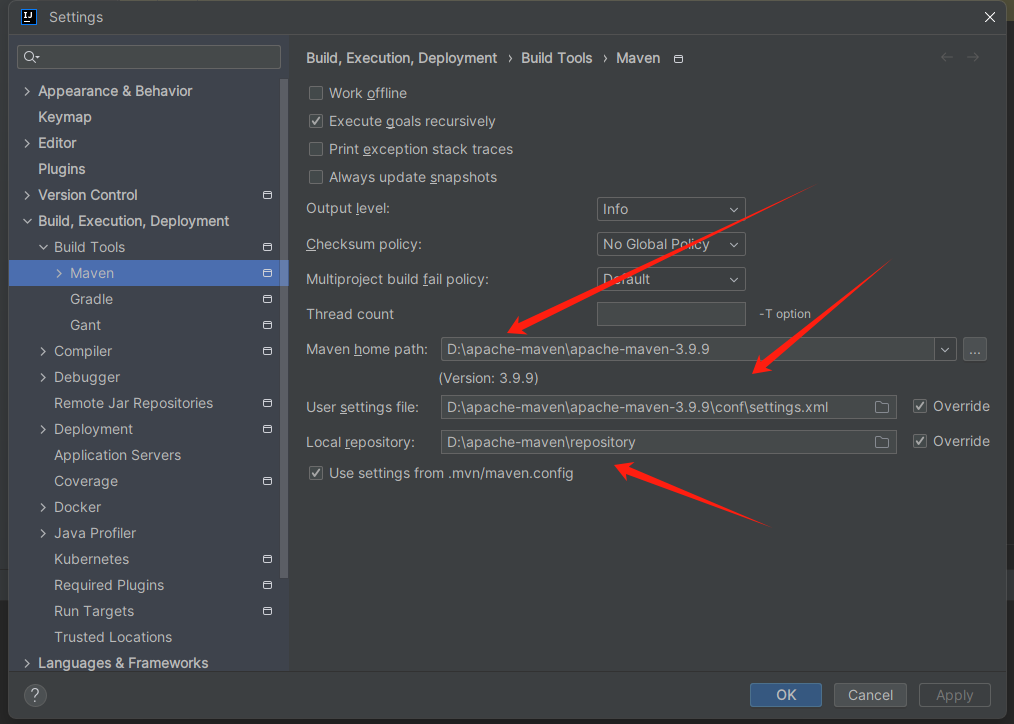 IJ
Settings
Appearance & Behavior
Keymap
Editor
Plugins
Version Control
Build, Execution, Deployment
Build Tools
Maven
Gradle
Gant
Compiler
Debugger
Remote Jar Repositories
Deployment
Application Servers
Coverage
Docker
Java Profiler
Kubernetes
Required Plugins
Run Targets
Trusted Locations
Languages & Frameworks
Build, Execution, Deployment › Build Tools › Maven
Work offline
Execute goals recursively
Print exception stack traces
Always update snapshots
Output level: Info
Checksum policy: No Global Policy
Multiproject build fail policy: Default
Thread count -T option
Maven home path: D:\apache-maven\apache-maven-3.9.9 ...
(Version: 3.9.9)
User settings file: D:\apache-maven\apache-maven-3.9.9\conf\settings.xml Override
Local repository: D:\apache-maven\repository Override
Use settings from .mvn/maven.config
? OK Cancel Apply